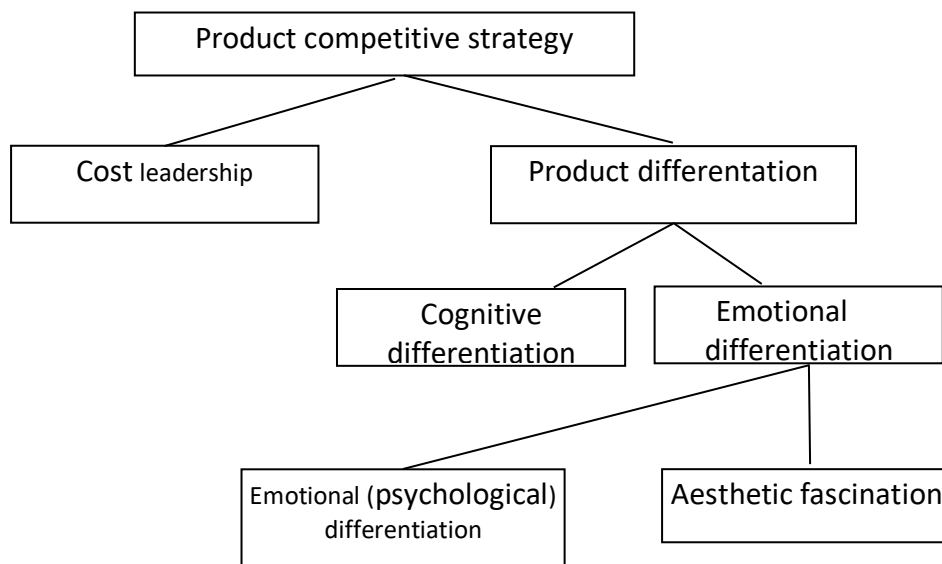 Product competitive strategy
Cost leadership
Product differentation
Cognitive
differentiation
Emotional
differentiation
Emotional (psychological)
differentiation
Aesthetic fascination